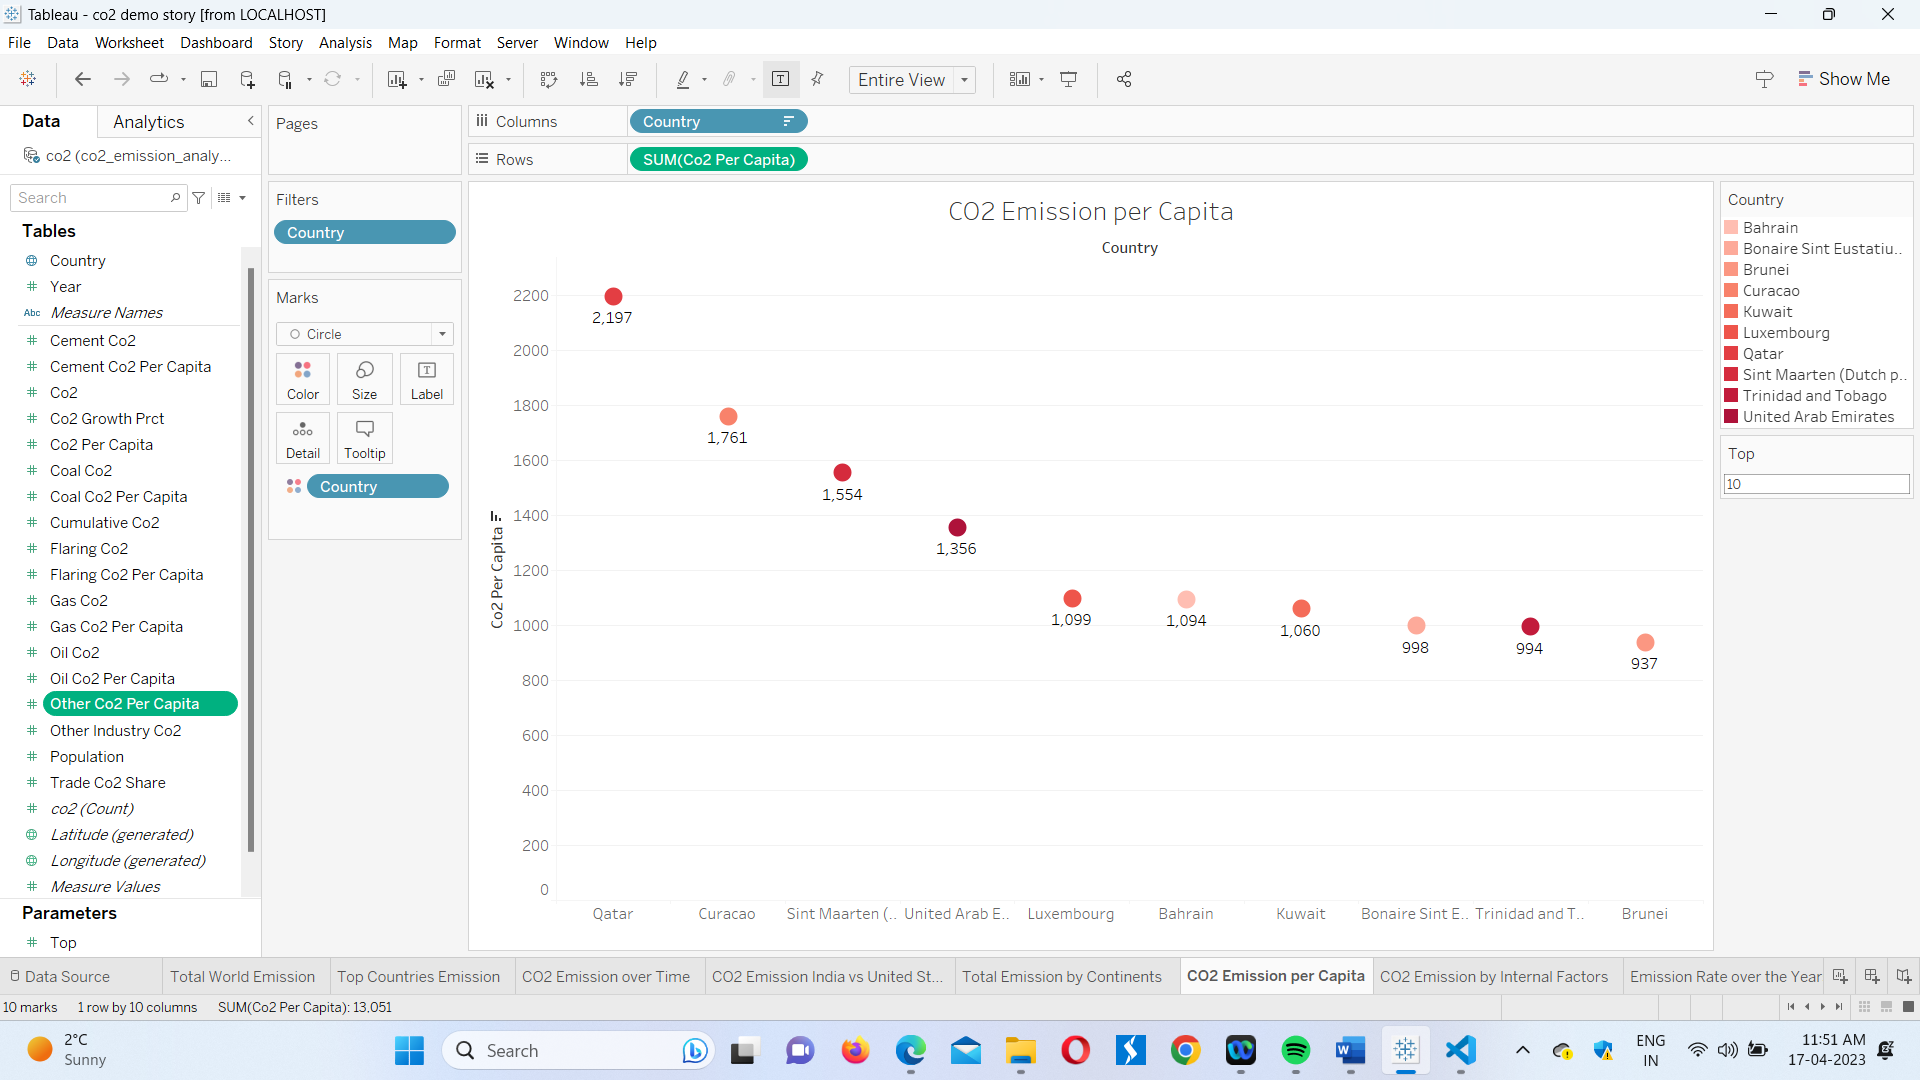 Tableau - co2 demo story [from LOCALHOST]
File Data Worksheet Dashboard Story Analysis Map Format Server Window Help
Entire View
Show Me
Data
Analytics
co2 (co2_emission_analy...
Search
Tables
Country
Year
Abc Measure Names
Cement Co2
Cement Co2 Per Capita
Co2
Co2 Growth Prct
Co2 Per Capita
Coal Co2
Coal Co2 Per Capita
Cumulative Co2
Flaring Co2
Flaring Co2 Per Capita
Gas Co2
Gas Co2 Per Capita
Oil Co2
Oil Co2 Per Capita
Other Co2 Per Capita
Other Industry Co2
Population
Trade Co2 Share
co2 (Count)
Latitude (generated)
Longitude (generated)
Measure Values
Parameters
Top
Pages
Filters
Country
Marks
Circle
Color
Size
Label
Detail
Tooltip
Country
Columns
Country
Rows
SUM(Co2 Per Capita)
CO2 Emission per Capita
Country
Co2 Per Capita
2200
2000
1800
1600
1400
1200
1000
800
600
400
200
0
2,197
1,761
1,554
1,356
1,099
1,094
1,060
998
994
937
Qatar
Curacao
Sint Maarten (..
United Arab E..
Luxembourg
Bahrain
Kuwait
Bonaire Sint E..
Trinidad and T..
Brunei
Country
Bahrain
Bonaire Sint Eustatiu..
Brunei
Curacao
Kuwait
Luxembourg
Qatar
Sint Maarten (Dutch p..
Trinidad and Tobago
United Arab Emirates
Top
10
Data Source
Total World Emission
Top Countries Emission
CO2 Emission over Time
CO2 Emission India vs United St...
Total Emission by Continents
CO2 Emission per Capita
CO2 Emission by Internal Factors
Emission Rate over the Year
10 marks
1 row by 10 columns
SUM(Co2 Per Capita): 13,051
2°C
Sunny
Search
ENG
IN
11:51 AM
17-04-2023